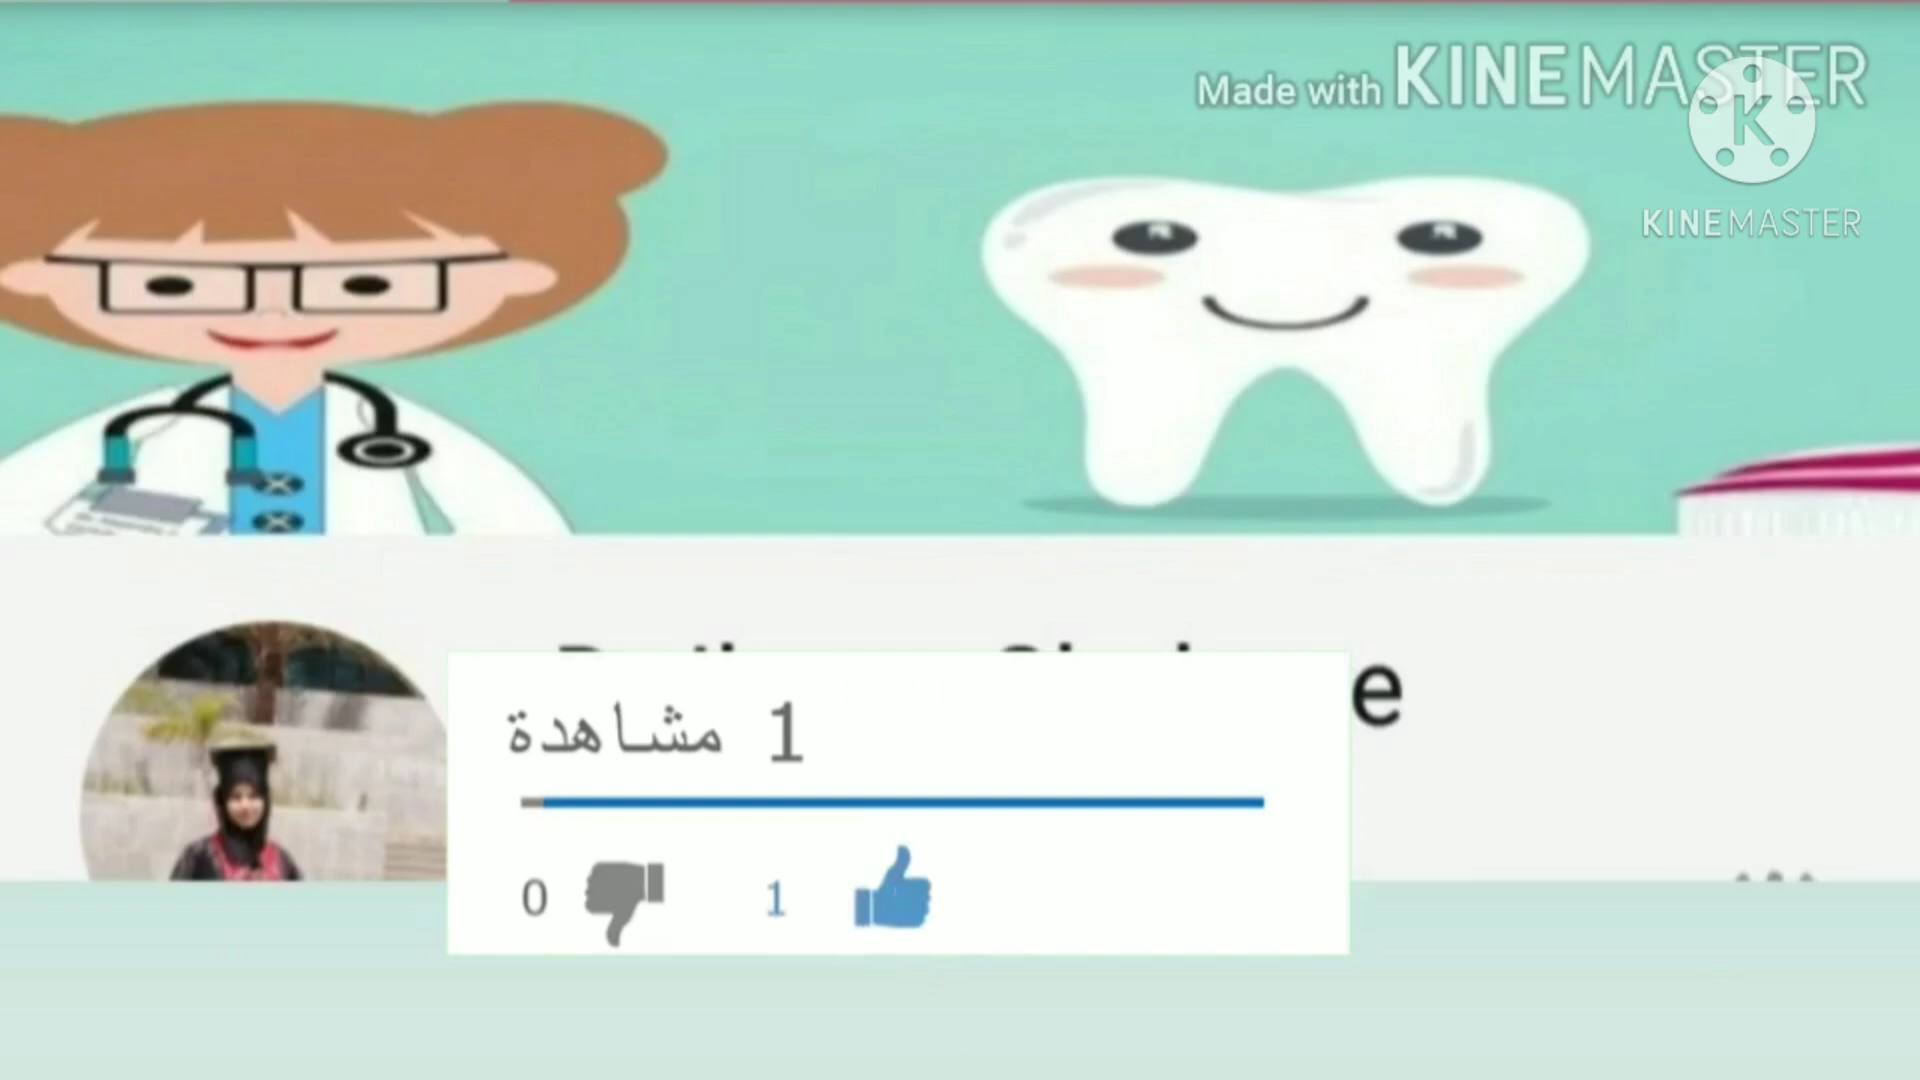 Made with KINEMASTER
K
KINEMASTER
e
1 مشاهدة
0 1